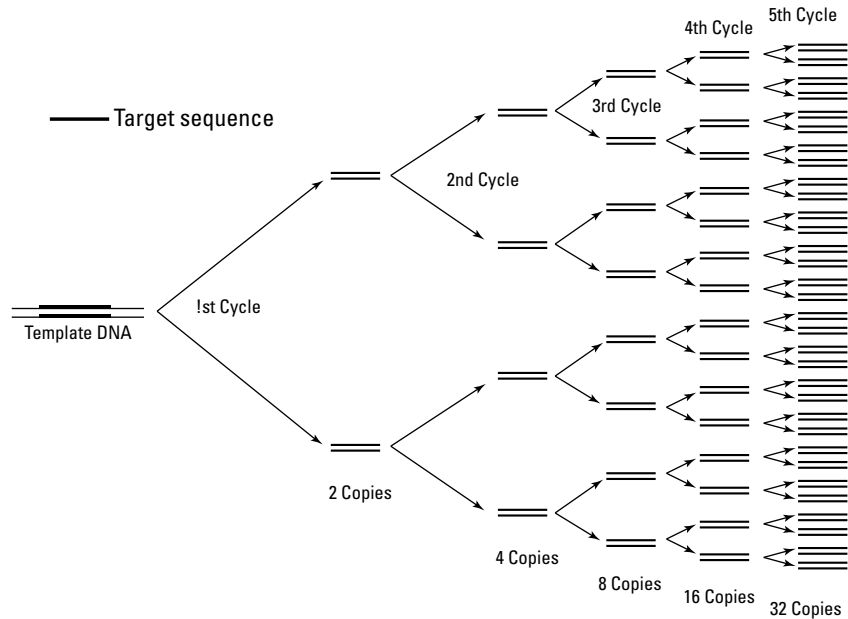 5th Cycle
4th Cycle
3rd Cycle
Target sequence
2nd Cycle
!st Cycle
Template DNA
2 Copies
4 Copies
8 Copies
16 Copies
32 Copies